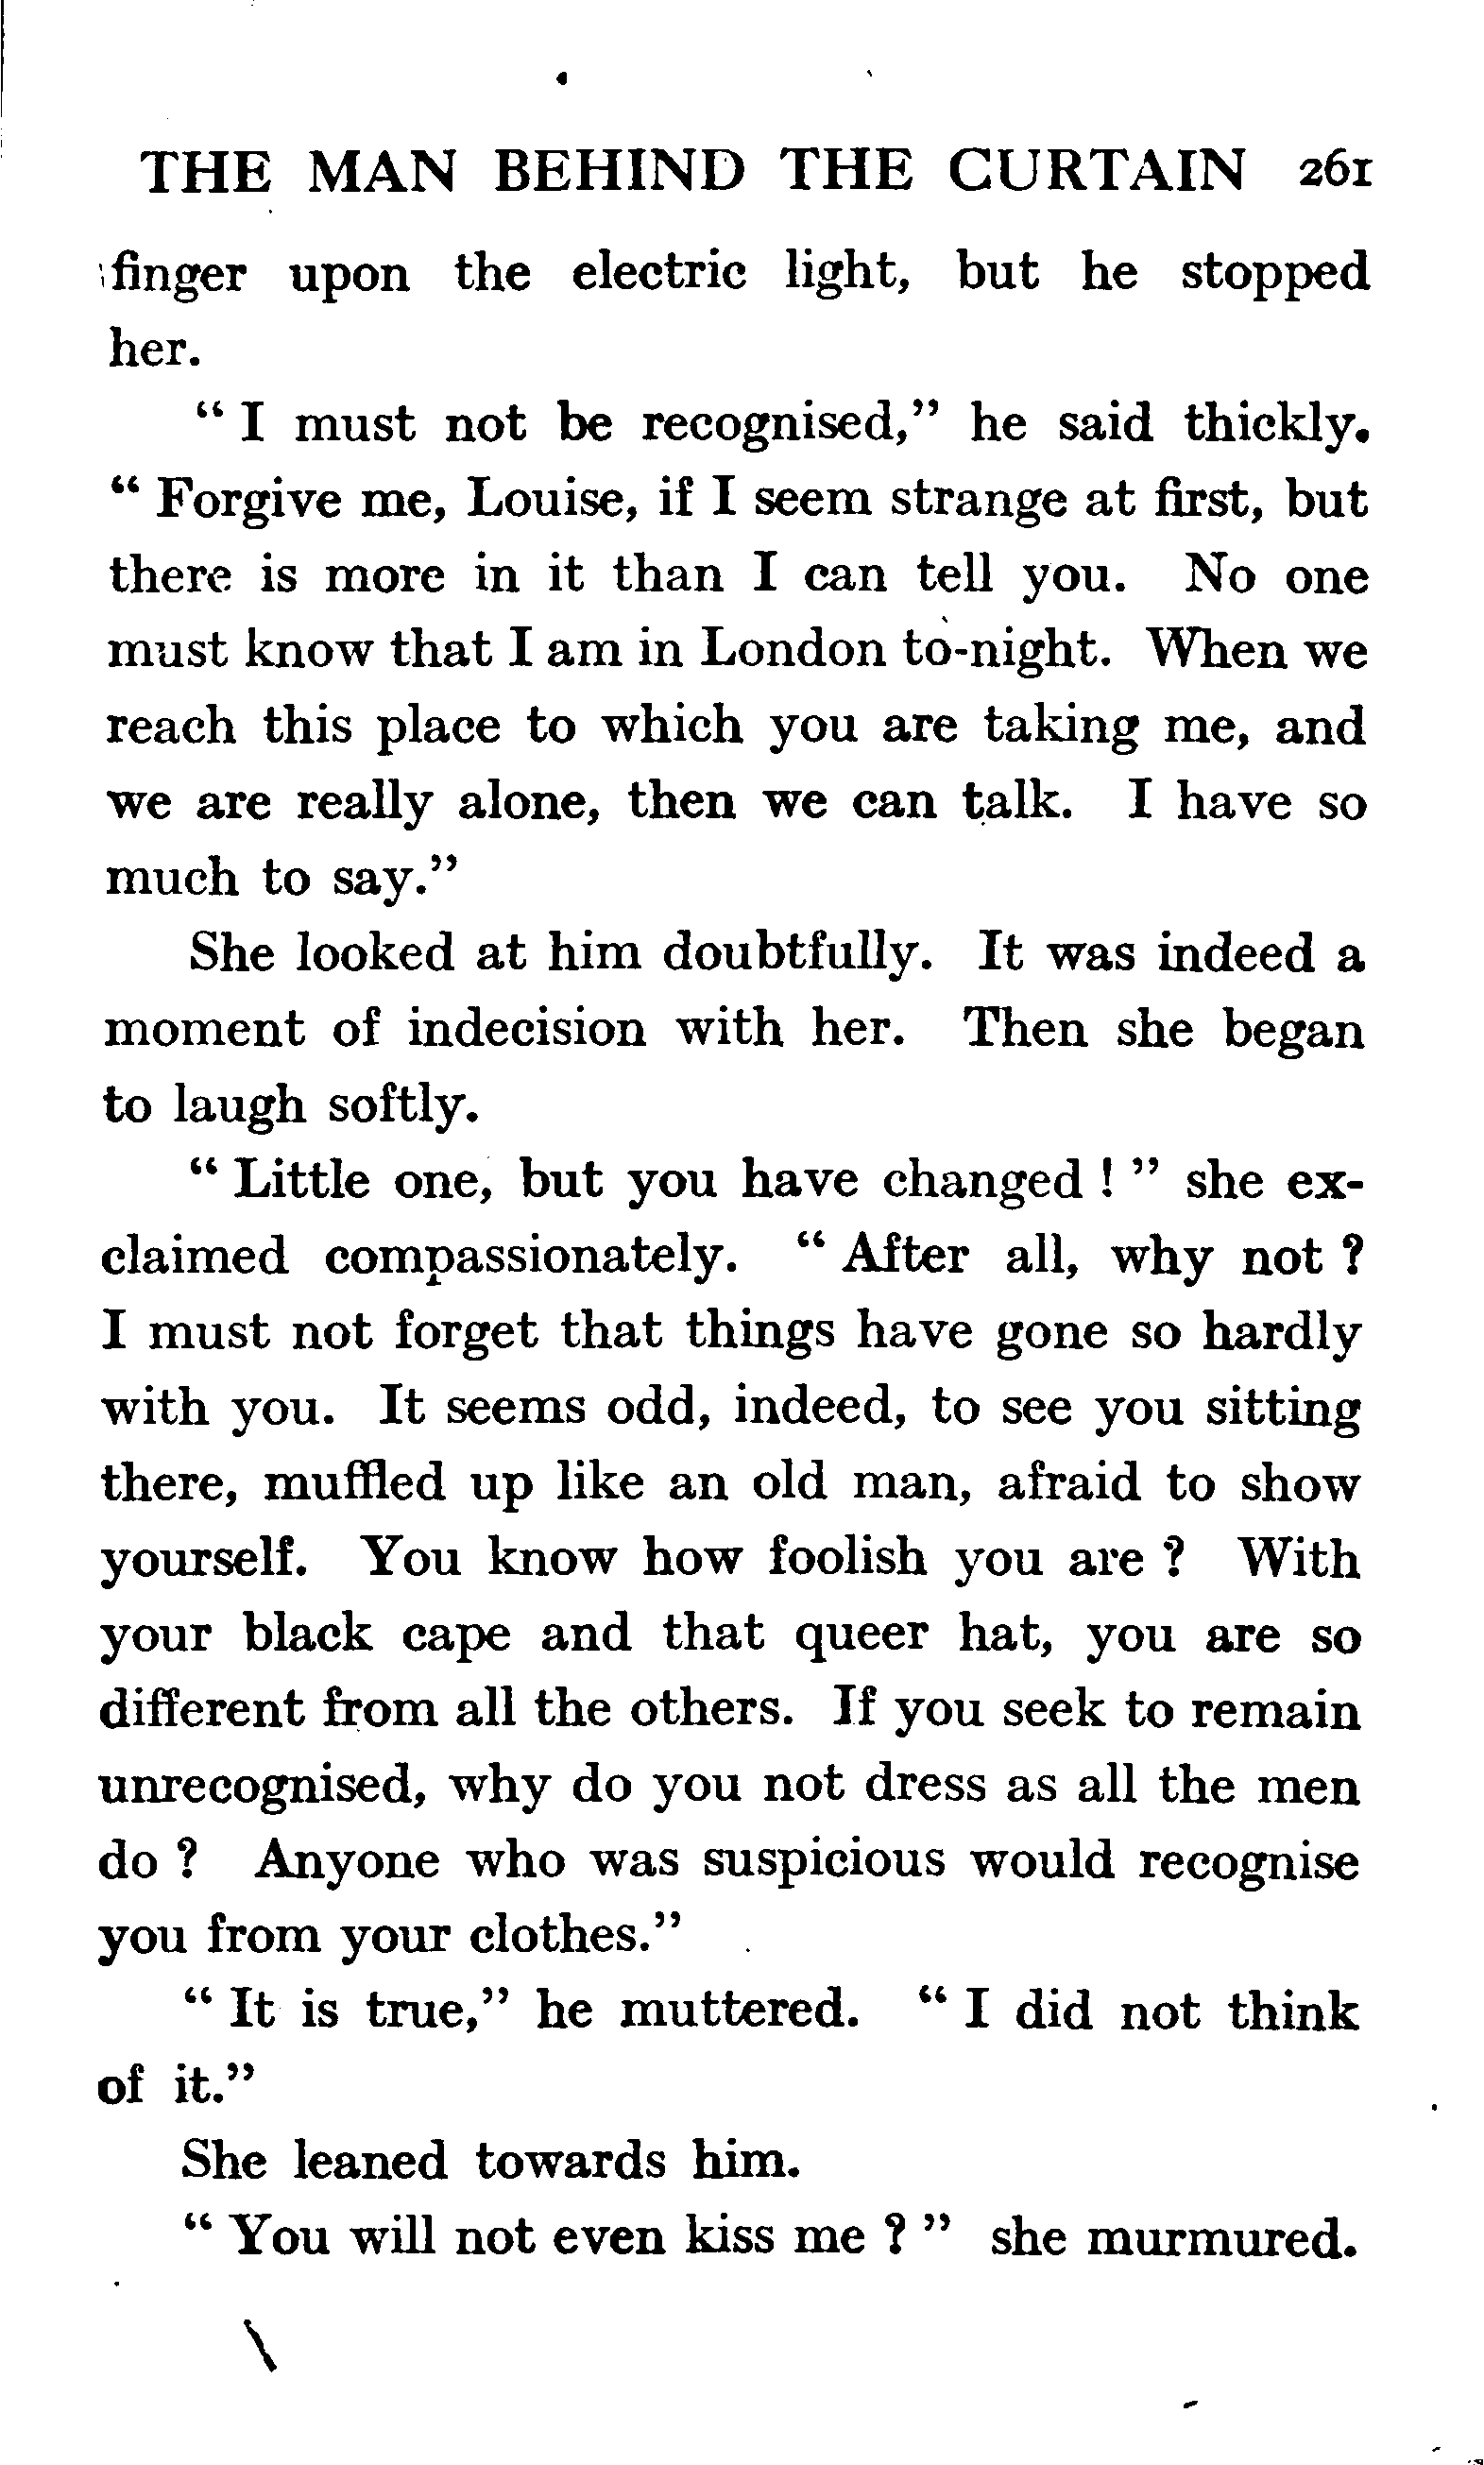 THE MAN BEHIND THE CURTAIN 261
finger upon the electric light, but he stopped
her.
“ I must not be recognised,” he said thickly.
“ Forgive me, Louise, if I seem strange at first, but
there is more in it than I can tell you. No one
must know that I am in London to-night. When we
reach this place to which you are taking me, and
we are really alone, then we can talk. I have so
much to say.”
She looked at him doubtfully. It was indeed a
moment of indecision with her. Then she began
to laugh softly.
“ Little one, but you have changed ! ” she ex-
claimed compassionately. “ After all, why not ?
I must not forget that things have gone so hardly
with you. It seems odd, indeed, to see you sitting
there, muffled up like an old man, afraid to show
yourself. You know how foolish you are ? With
your black cape and that queer hat, you are so
different from all the others. If you seek to remain
unrecognised, why do you not dress as all the men
do ? Anyone who was suspicious would recognise
you from your clothes.”
“ It is true,” he muttered. “ I did not think
of it.”
She leaned towards him.
“ You will not even kiss me ? ” she murmured.